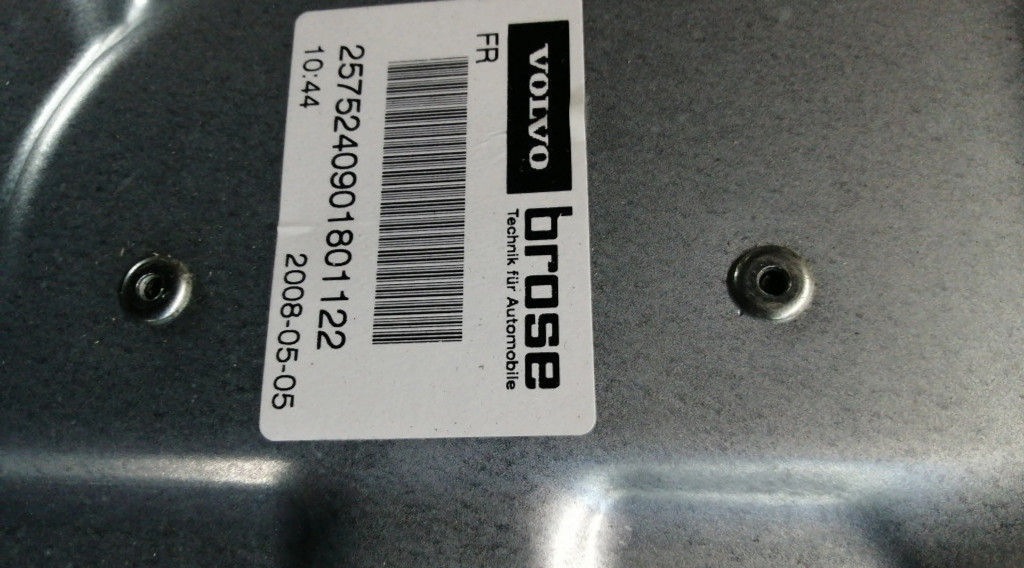 VOLVO
brose
Technik für Automobile
FR
2575240901801122
10:44
2008-05-05